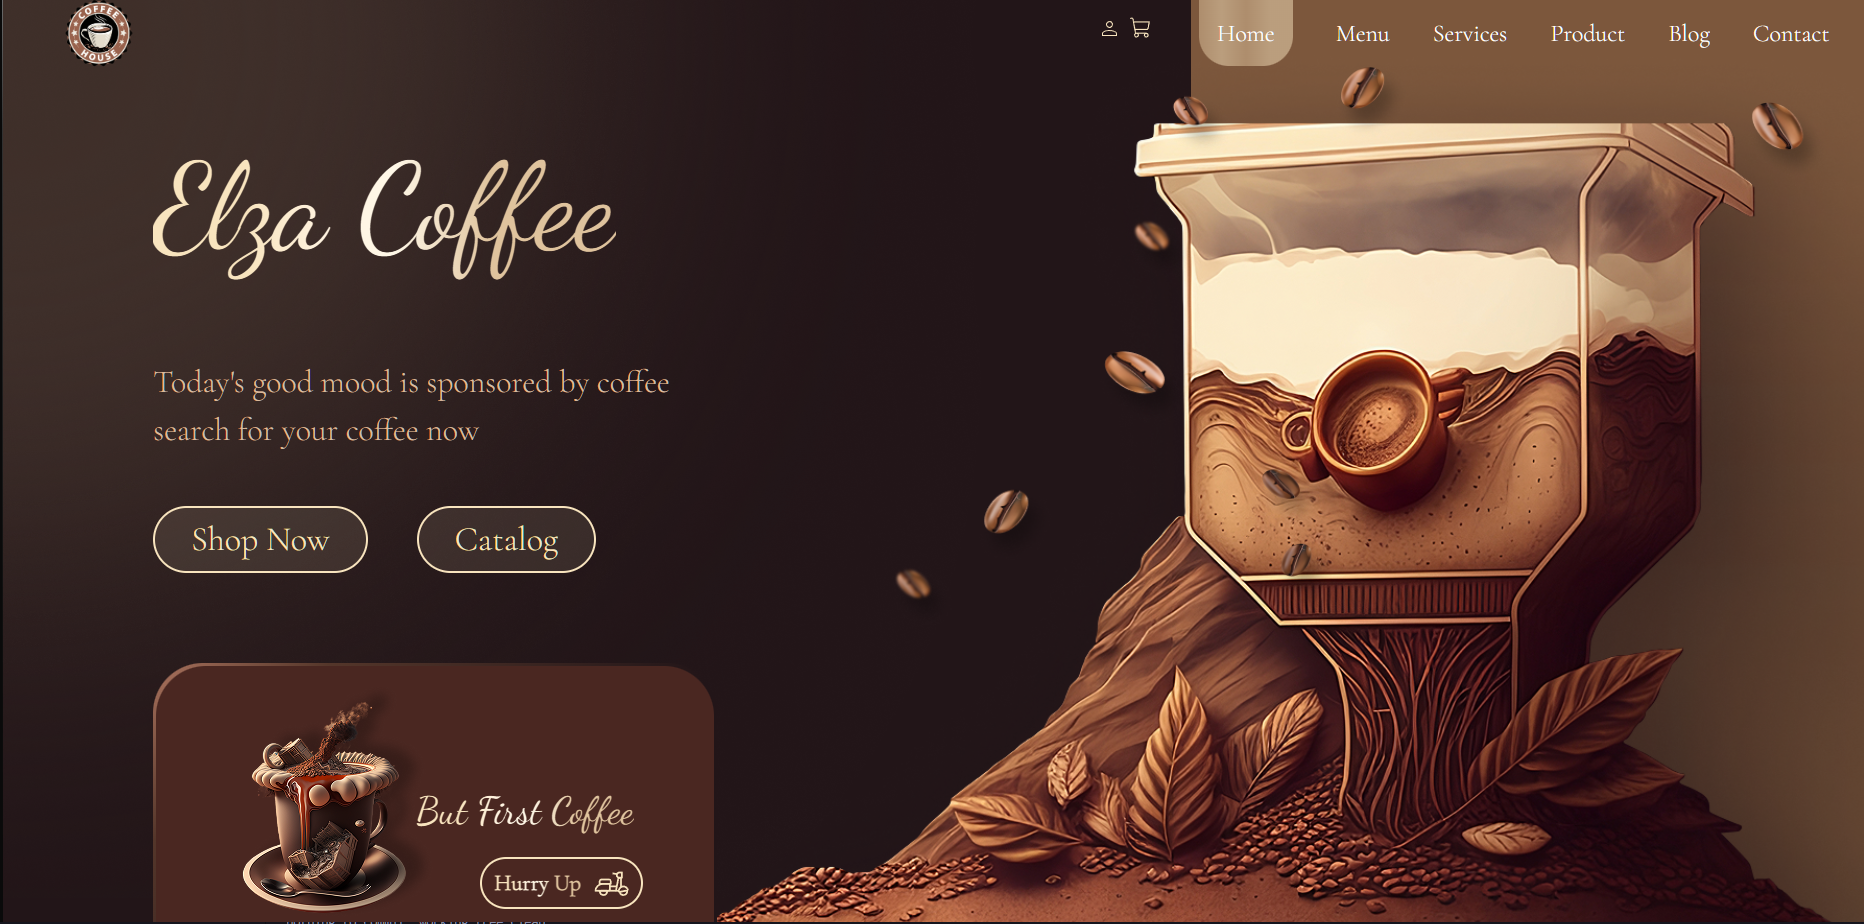 COFFEE
HOUSE
Home
Menu
Services
Product
Blog
Contact
Elza Coffee
Today's good mood is sponsored by coffee
search for your coffee now
Shop Now
Catalog
But First Coffee
Hurry Up